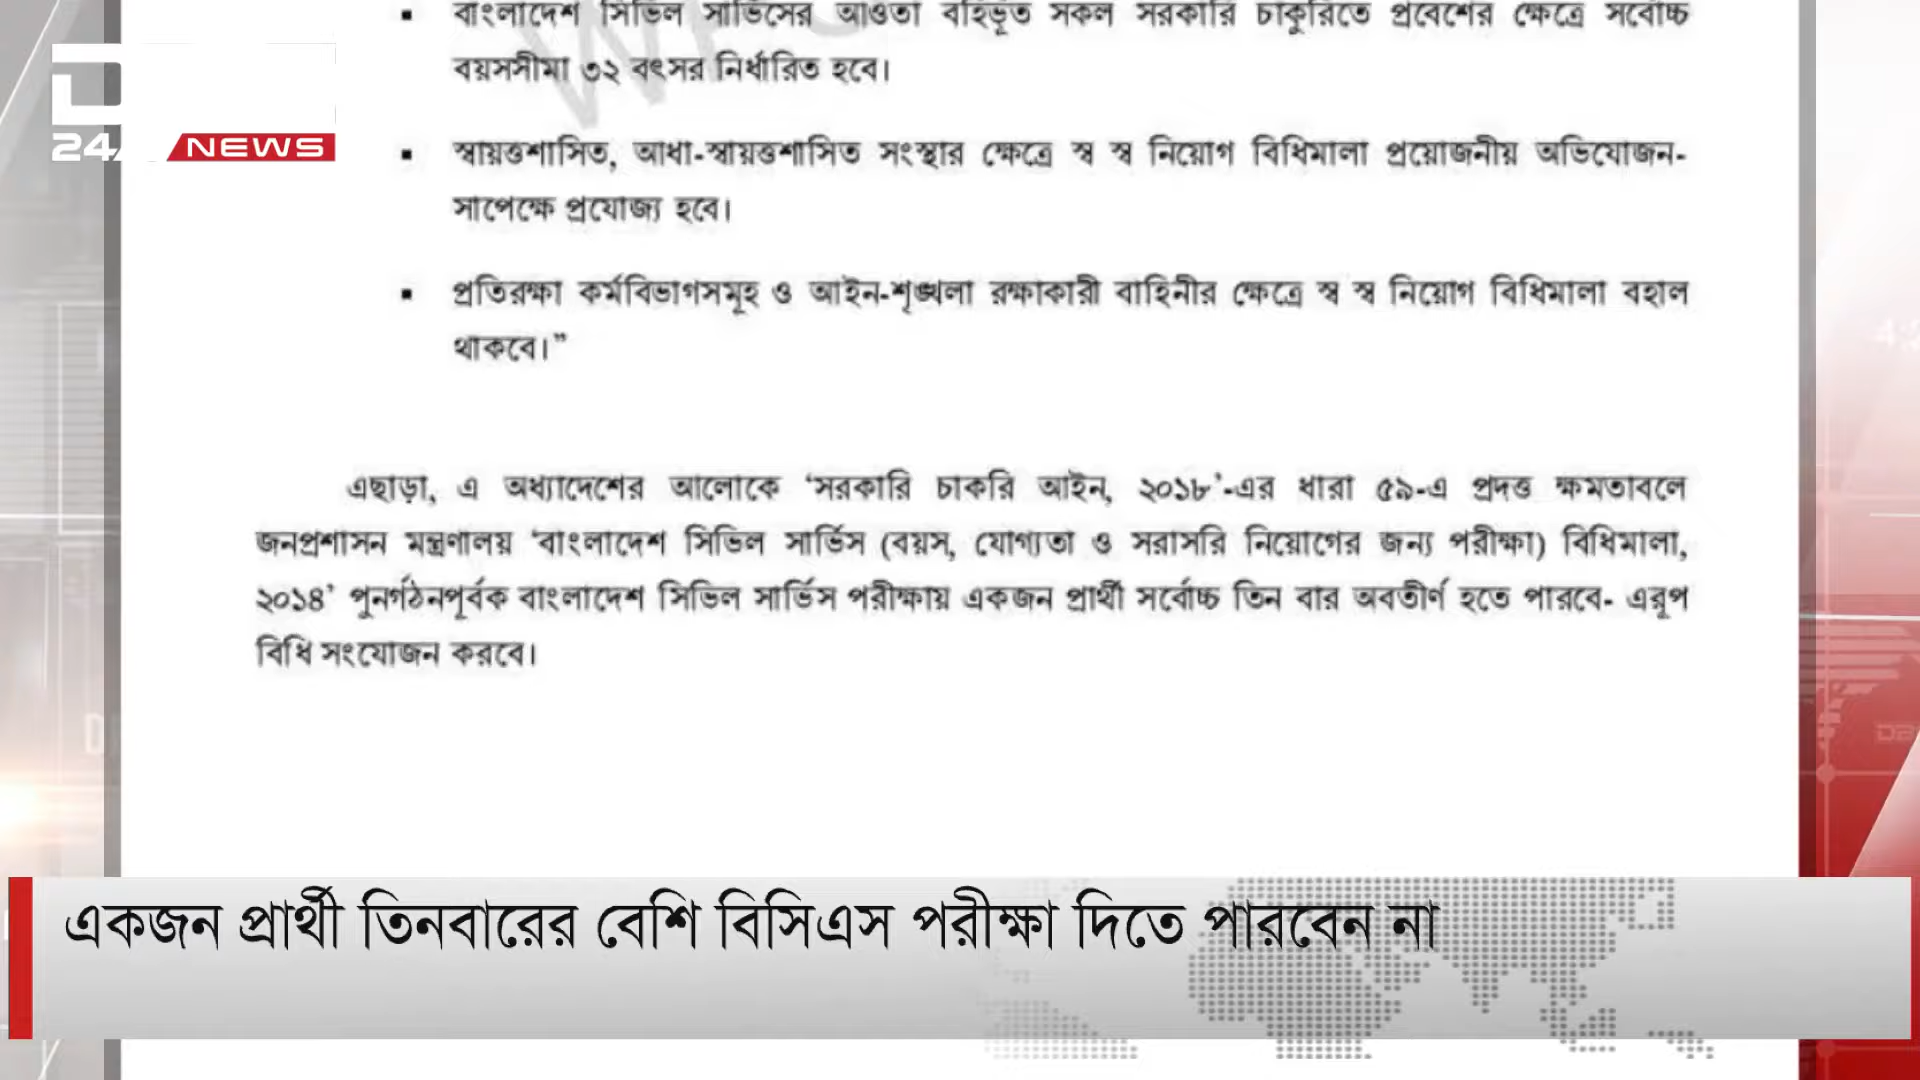 বাংলাদেশ সিভিল সার্ভিসের আওতা বহির্ভূত সকল সরকারি চাকুরিতে প্রবেশের ক্ষেত্রে সর্বোচ্চ
বয়সসীমা ৩২ বৎসর নির্ধারিত হবে।
24/7 NEWS
স্বায়ত্তশাসিত, আধা-স্বায়ত্তশাসিত সংস্থার ক্ষেত্রে স্ব স্ব নিয়োগ বিধিমালা প্রয়োজনীয় অভিযোজন-
সাপেক্ষে প্রযোজ্য হবে।
প্রতিরক্ষা কর্মবিভাগসমূহ ও আইন-শৃঙ্খলা রক্ষাকারী বাহিনীর ক্ষেত্রে স্ব স্ব নিয়োগ বিধিমালা বহাল
থাকবে।”
এছাড়া, এ অধ্যাদেশের আলোকে ‘সরকারি চাকরি আইন, ২০১৮’-এর ধারা ৫৯-এ প্রদত্ত ক্ষমতাবলে
জনপ্রশাসন মন্ত্রণালয় ‘বাংলাদেশ সিভিল সার্ভিস (বয়স, যোগ্যতা ও সরাসরি নিয়োগের জন্য পরীক্ষা) বিধিমালা,
২০১৪’ পুনর্গঠনপূর্বক বাংলাদেশ সিভিল সার্ভিস পরীক্ষায় একজন প্রার্থী সর্বোচ্চ তিন বার অবতীর্ণ হতে পারবে- এরূপ
বিধি সংযোজন করবে।
একজন প্রার্থী তিনবারের বেশি বিসিএস পরীক্ষা দিতে পারবেন না